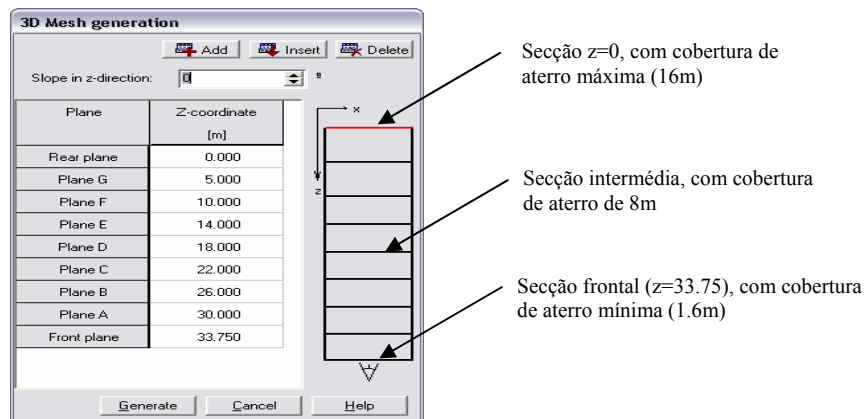 3D Mesh generation
Add Insert Delete
Slope in z-direction: 0 º
Plane Z-coordinate
[m]
Rear plane 0.000
Plane G 5.000
Plane F 10.000
Plane E 14.000
Plane D 18.000
Plane C 22.000
Plane B 26.000
Plane A 30.000
Front plane 33.750
x
z
Generate Cancel Help
Secção z=0, com cobertura de
aterro máxima (16m)
Secção intermédia, com cobertura
de aterro de 8m
Secção frontal (z=33.75), com cobertura
de aterro mínima (1.6m)